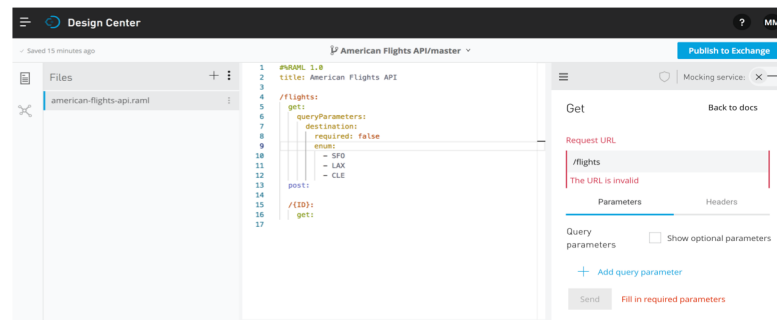 Design Center
?
MM
✓ Saved 15 minutes ago
American Flights API/master
Publish to Exchange
Files
+
american-flights-api.raml
1 #%RAML 1.0
2 title: American Flights API
3
4 /flights:
5 get:
6 queryParameters:
7 destination:
8 required: false
9 enum:
10 - SFO
11 - LAX
12 - CLE
13 post:
14
15 /{ID}:
16 get:
17
Mocking service:
Get
Back to docs
Request URL
/flights
The URL is invalid
Parameters
Headers
Query
parameters
Show optional parameters
+ Add query parameter
Send
Fill in required parameters